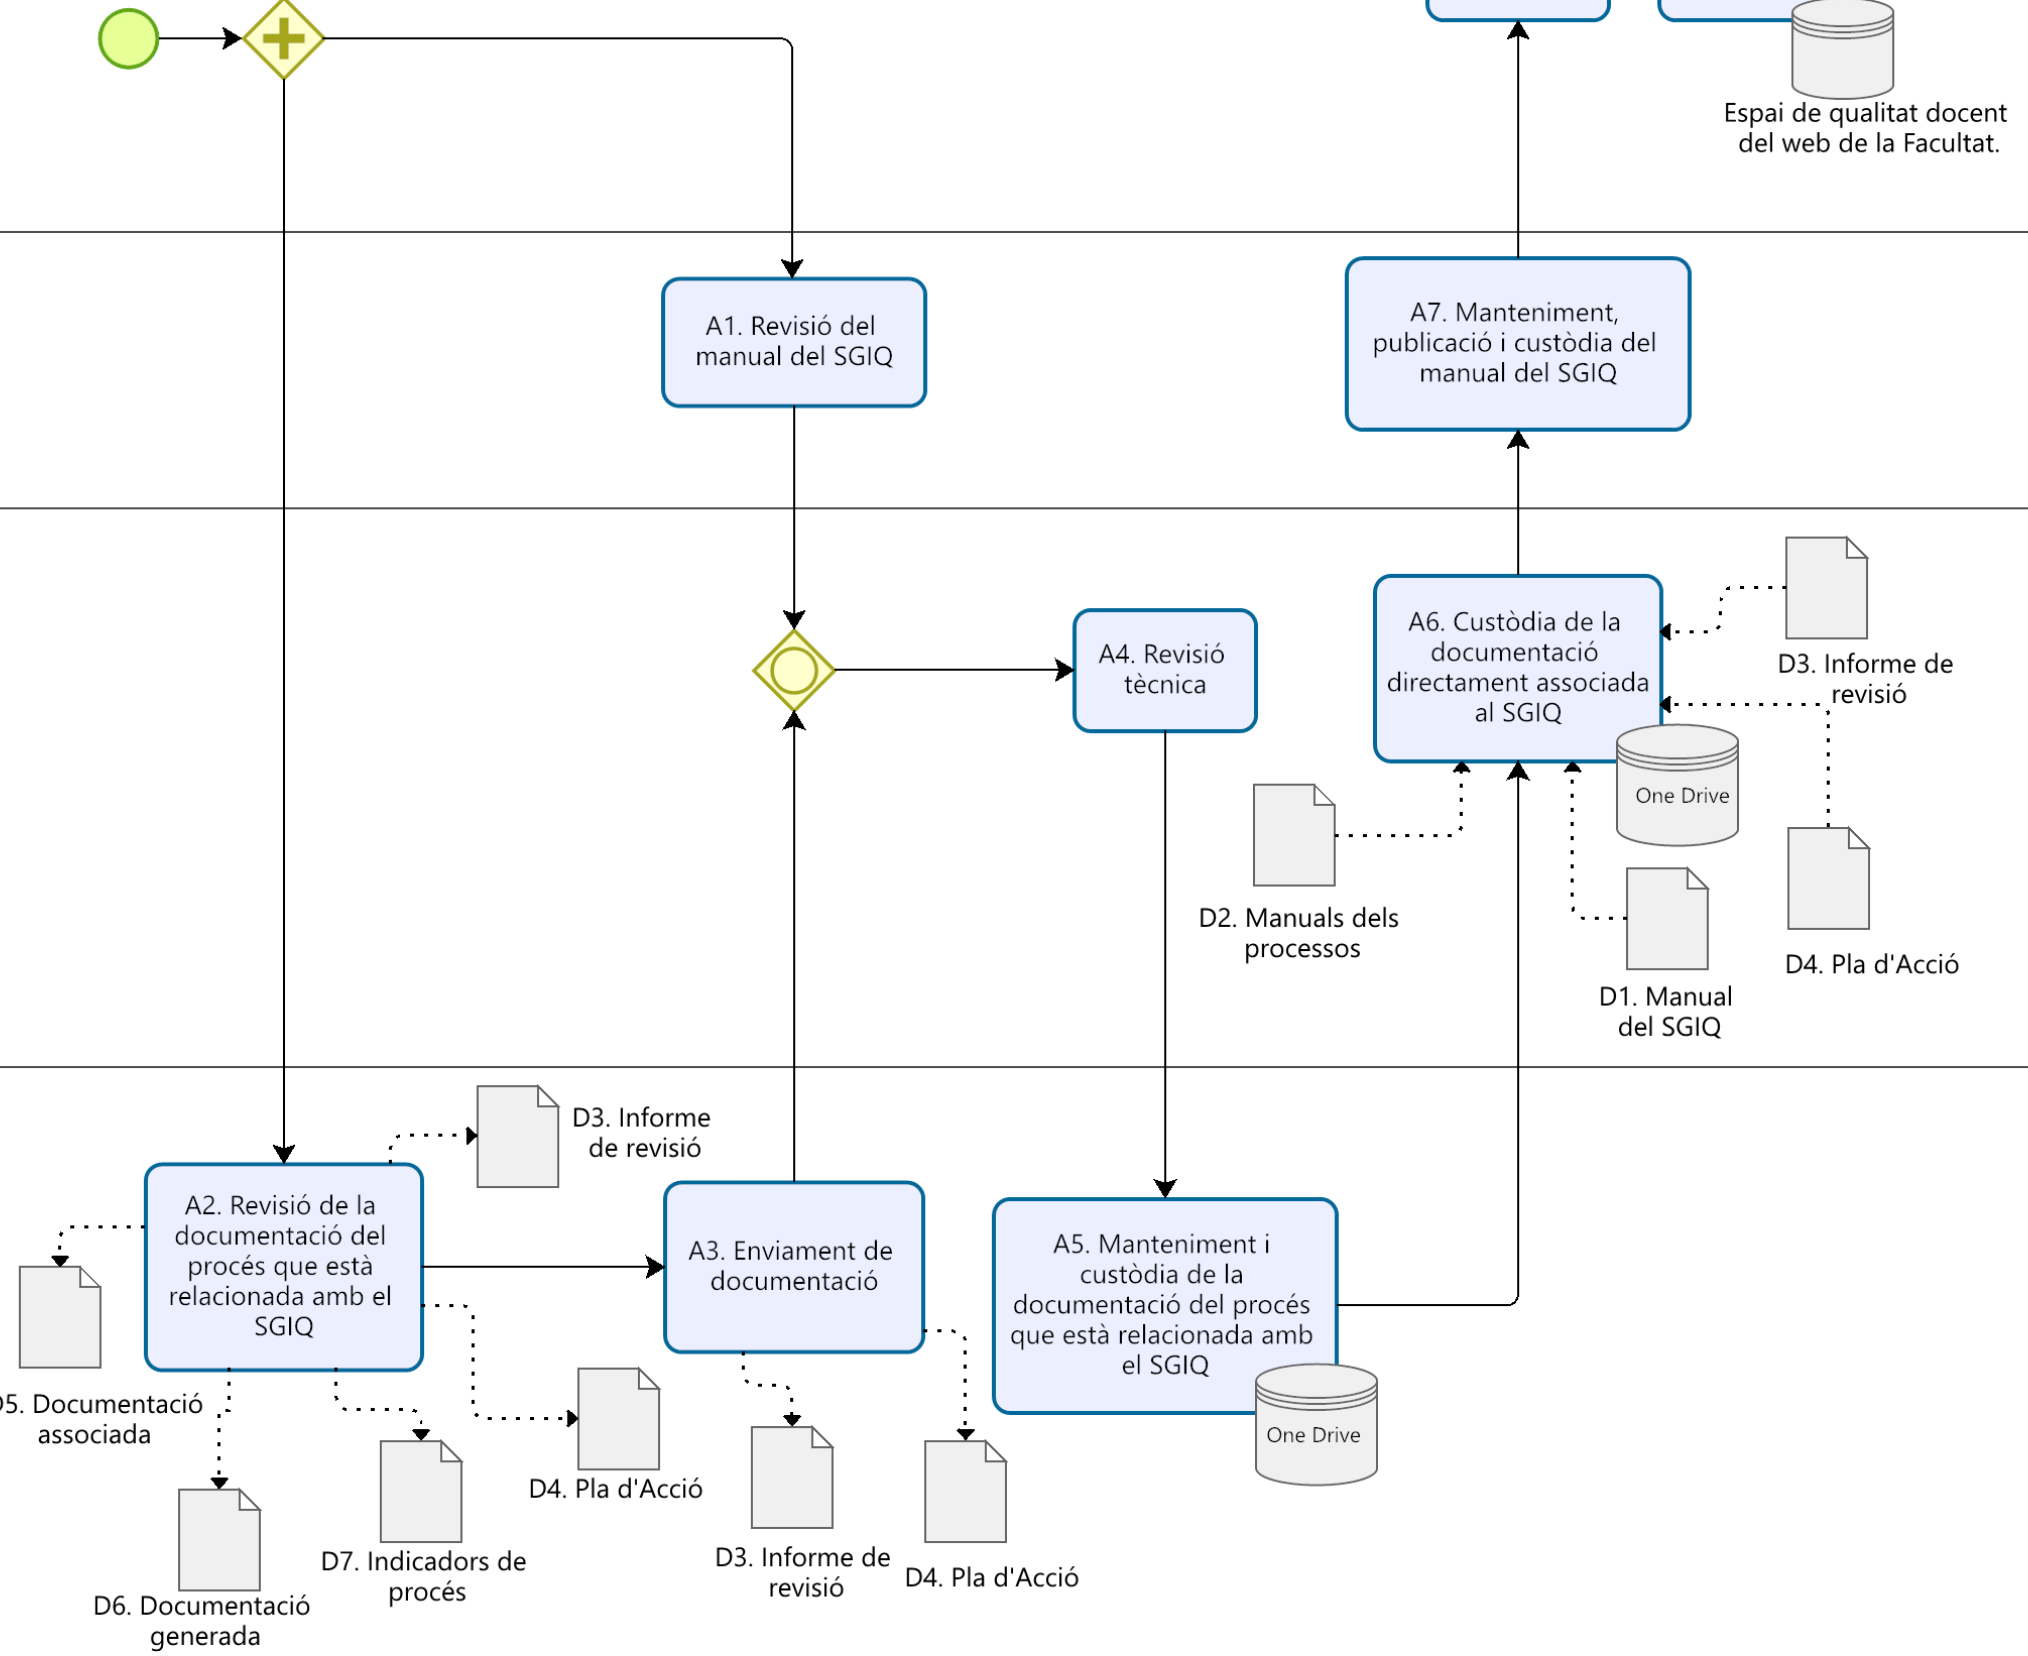 Espai de qualitat docent
del web de la Facultat.
A1. Revisió del
manual del SGIQ
A7. Manteniment,
publicació i custòdia del
manual del SGIQ
A4. Revisió
tècnica
A6. Custòdia de la
documentació
directament associada
al SGIQ
D3. Informe de
revisió
One Drive
D2. Manuals dels
processos
D4. Pla d'Acció
D1. Manual
del SGIQ
D3. Informe
de revisió
A2. Revisió de la
documentació del
procés que està
relacionada amb el
SGIQ
A3. Enviament de
documentació
A5. Manteniment i
custòdia de la
documentació del procés
que està relacionada amb
el SGIQ
One Drive
D5. Documentació
associada
D4. Pla d'Acció
D7. Indicadors de
procés
D3. Informe de
revisió
D4. Pla d'Acció
D6. Documentació
generada